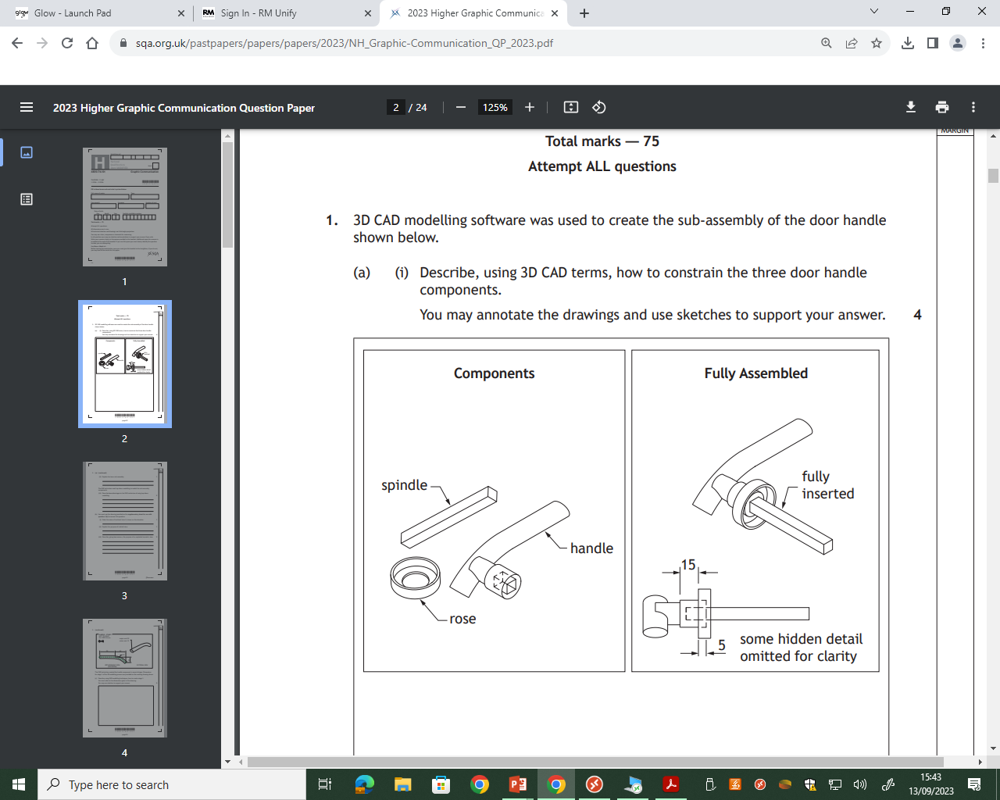 Glow - Launch Pad
RM Sign In - RM Unify
2023 Higher Graphic Communica
sqa.org.uk/pastpapers/papers/papers/2023/NH_Graphic-Communication_QP_2023.pdf
2023 Higher Graphic Communication Question Paper
2 / 24
125%
MARGIN
Total marks — 75
Attempt ALL questions
1. 3D CAD modelling software was used to create the sub-assembly of the door handle
shown below.
(a) (i) Describe, using 3D CAD terms, how to constrain the three door handle
components.
You may annotate the drawings and use sketches to support your answer. 4
Components
spindle
handle
rose
Fully Assembled
fully
inserted
15
5
some hidden detail
omitted for clarity
1
2
3
4
Type here to search
15:43
13/09/2023